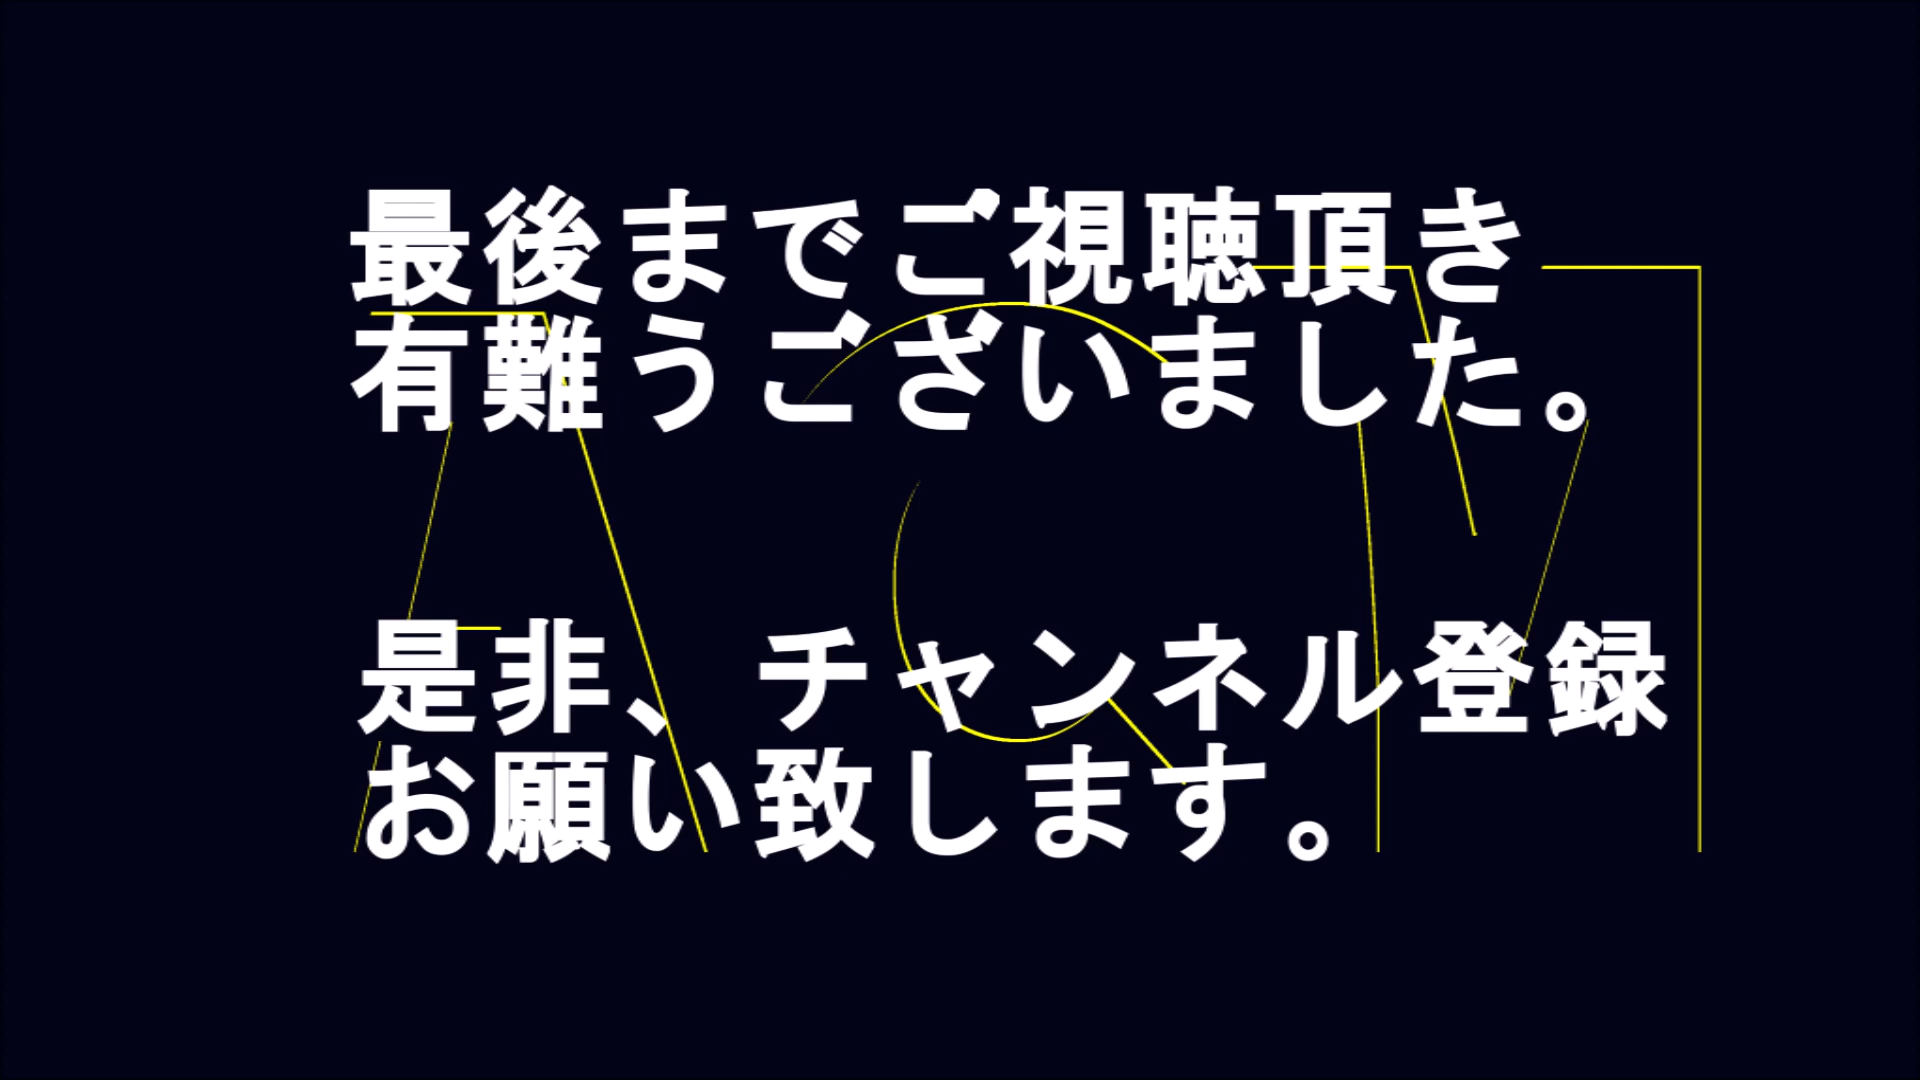 最後までご視聴頂き
有難うございました。
是非、チャンネル登録
お願い致します。